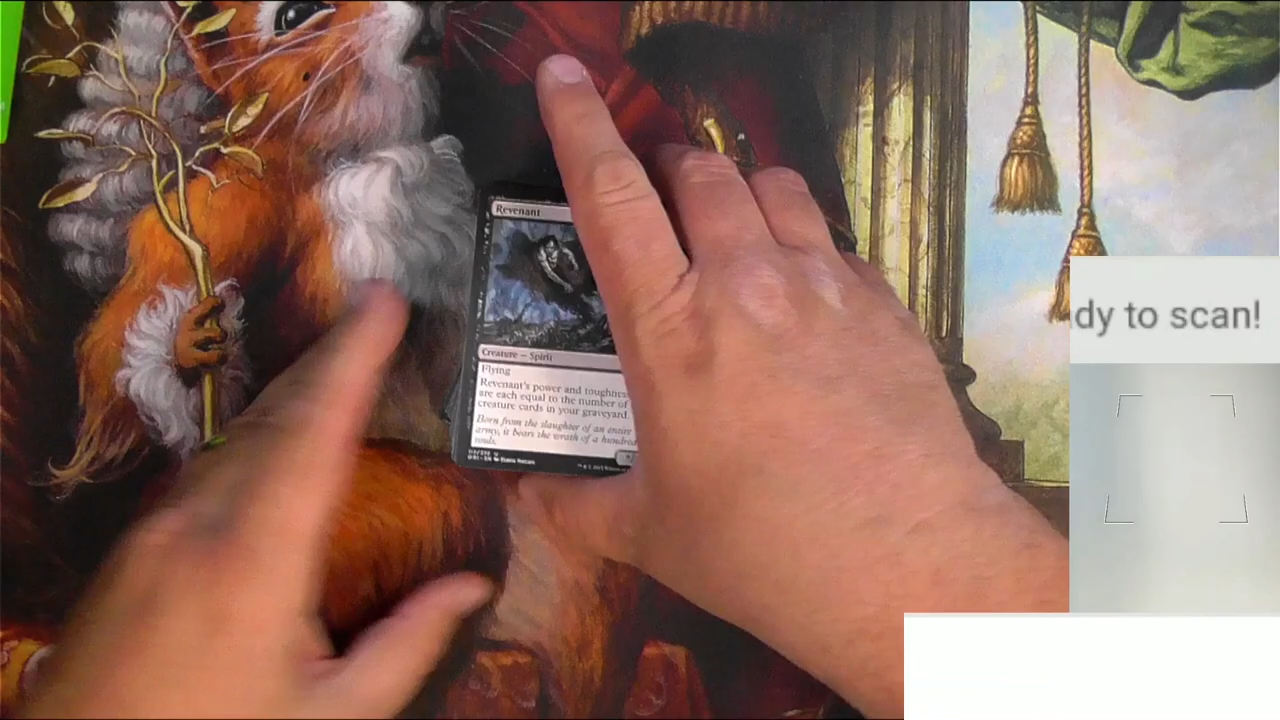 Revenant
dy to scan!
Creature — Spirit
Flying
Revenant's power and toughness
are each equal to the number of
creature cards in your graveyard.
Born from the slaughter of an entire
army, it bears the wrath of a hundred
souls.